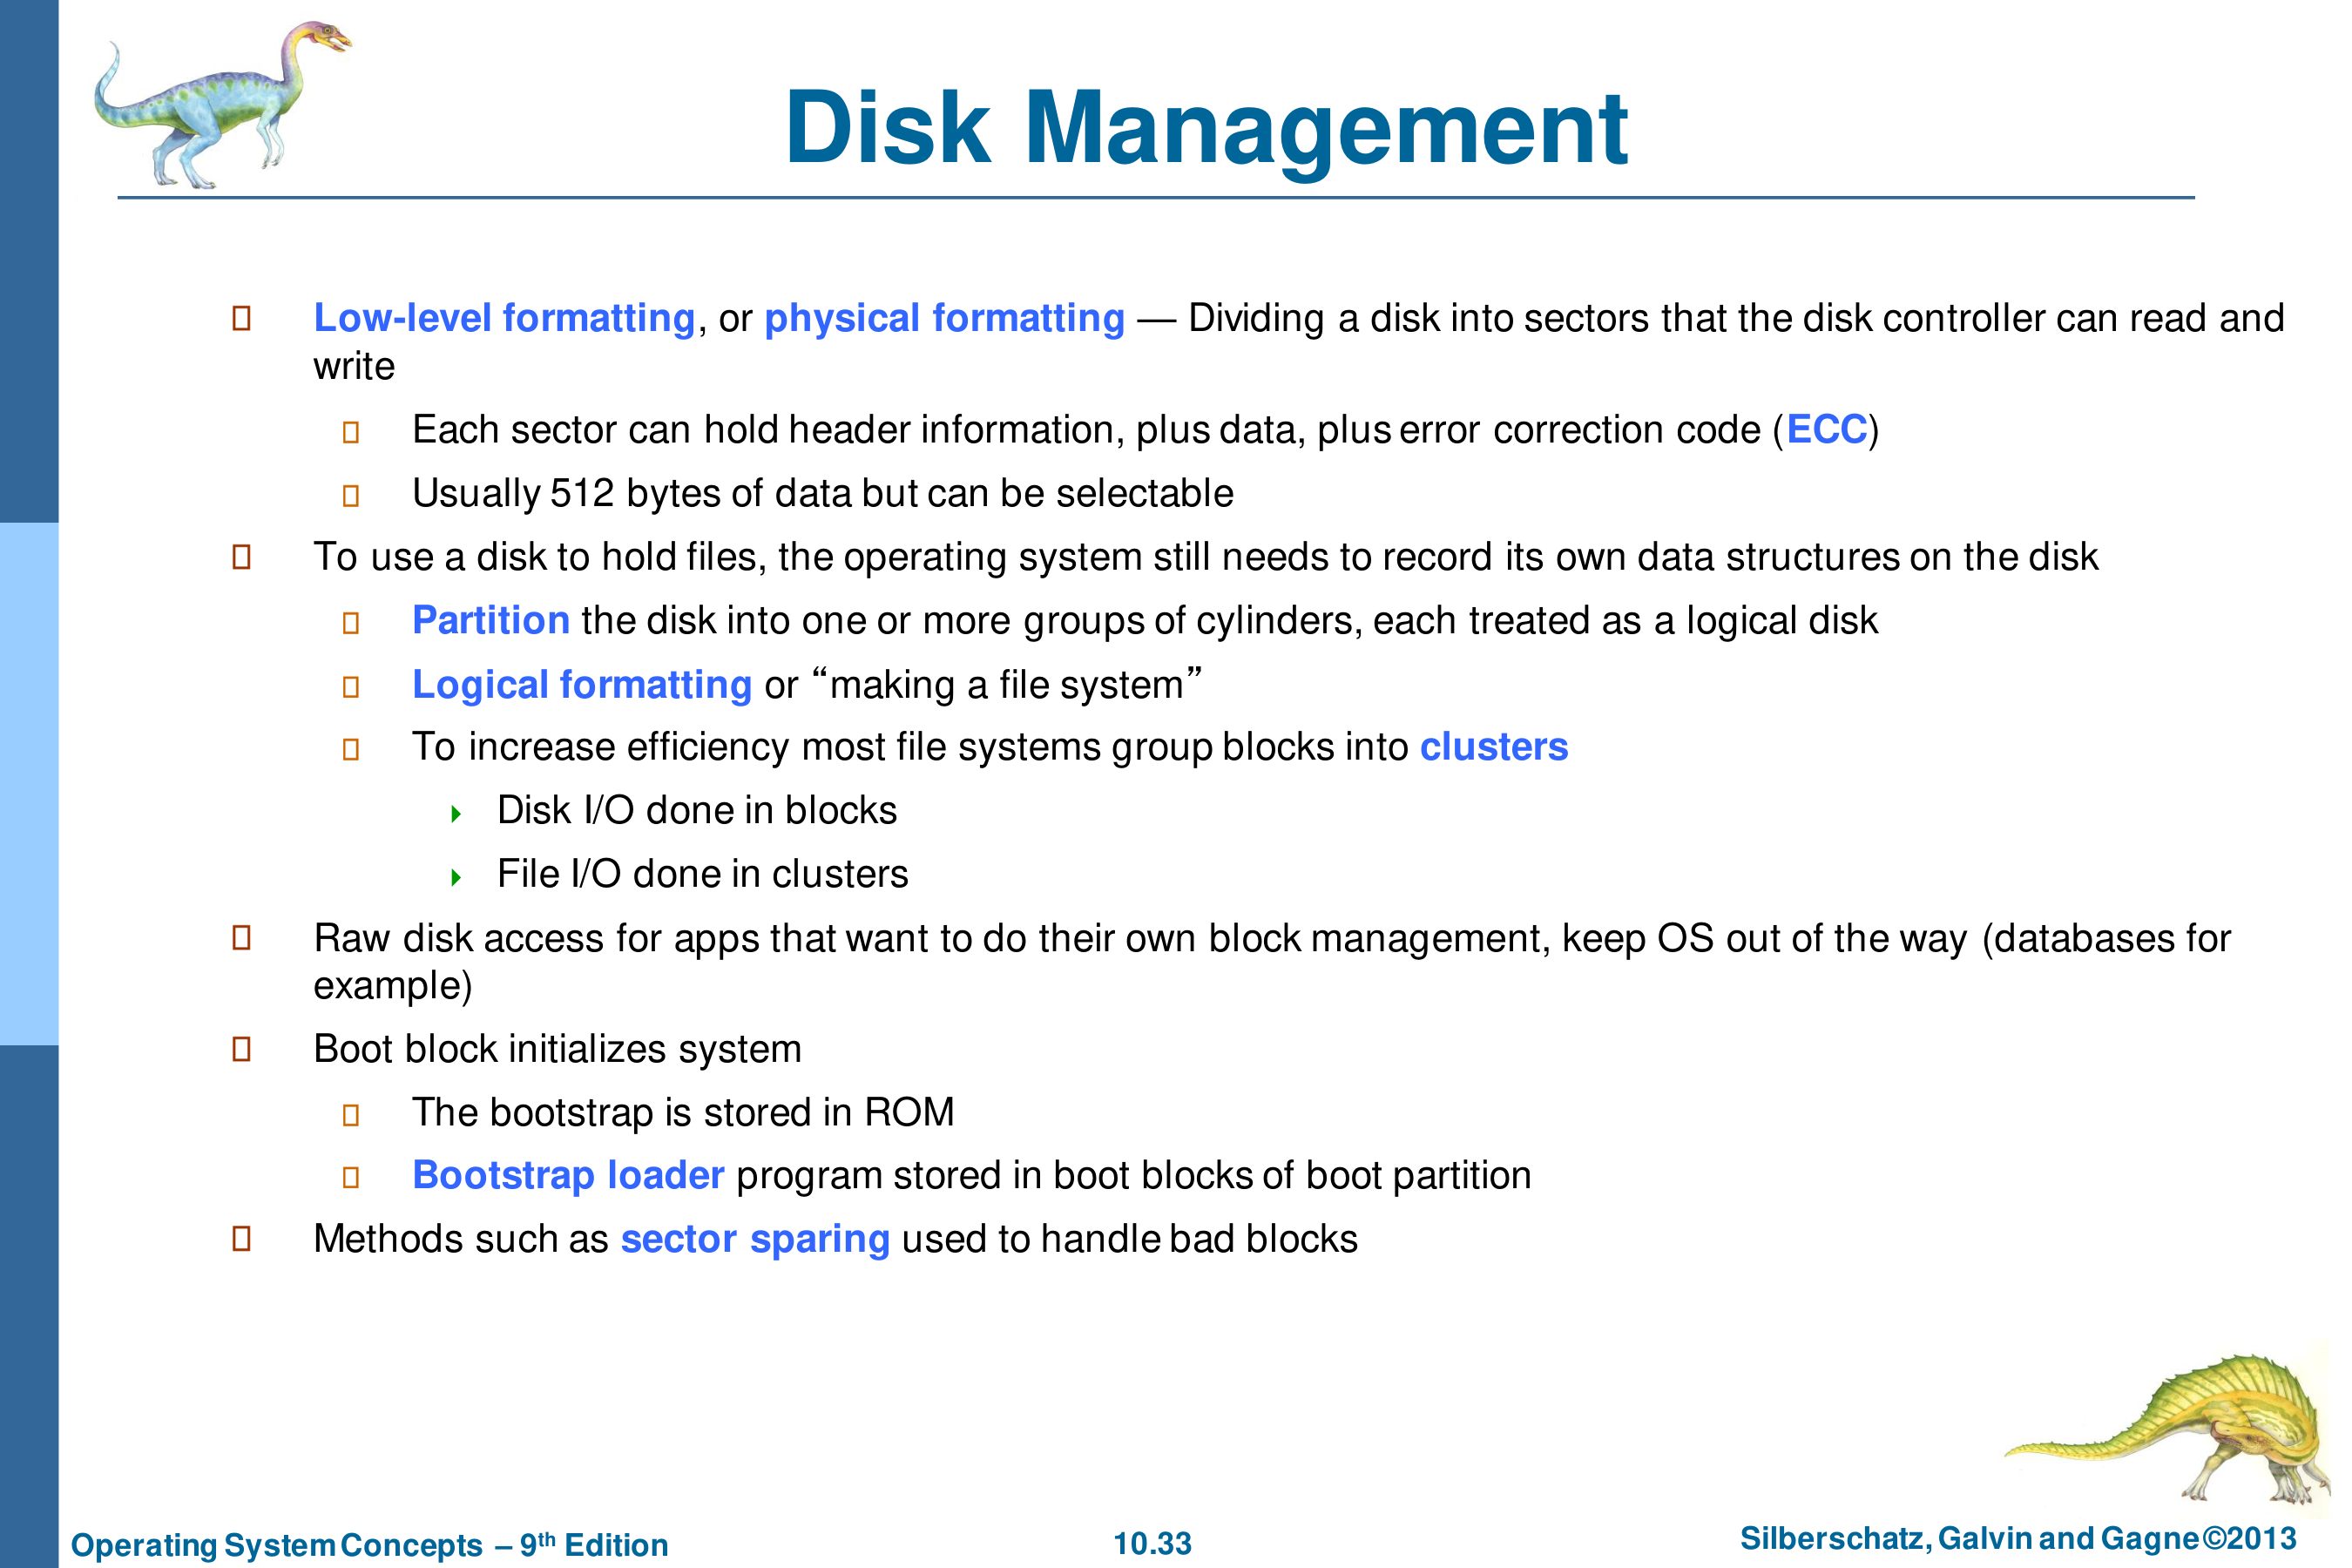 Disk Management
Low-level formatting, or physical formatting — Dividing a disk into sectors that the disk controller can read and
write
Each sector can hold header information, plus data, plus error correction code (ECC)
Usually 512 bytes of data but can be selectable
To use a disk to hold files, the operating system still needs to record its own data structures on the disk
Partition the disk into one or more groups of cylinders, each treated as a logical disk
Logical formatting or “making a file system”
To increase efficiency most file systems group blocks into clusters
Disk I/O done in blocks
File I/O done in clusters
Raw disk access for apps that want to do their own block management, keep OS out of the way (databases for
example)
Boot block initializes system
The bootstrap is stored in ROM
Bootstrap loader program stored in boot blocks of boot partition
Methods such as sector sparing used to handle bad blocks
Operating System Concepts – 9th Edition
10.33
Silberschatz, Galvin and Gagne ©2013